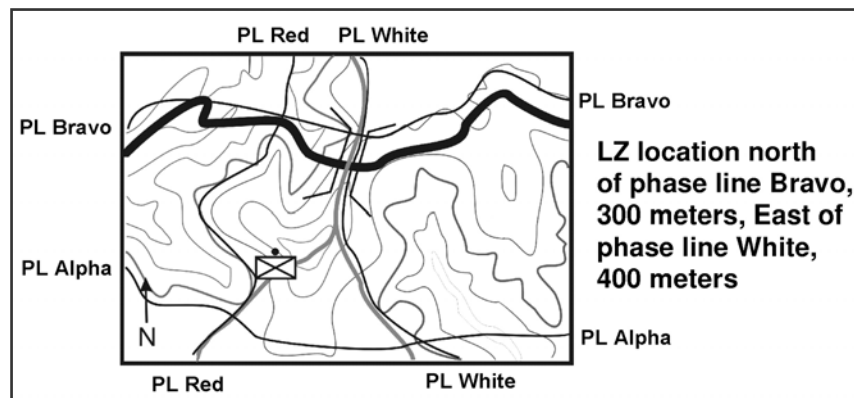 PL Red PL White
PL Bravo
PL Bravo
LZ location north
of phase line Bravo,
300 meters, East of
phase line White,
400 meters
PL Alpha
N
PL Alpha
PL Red
PL White